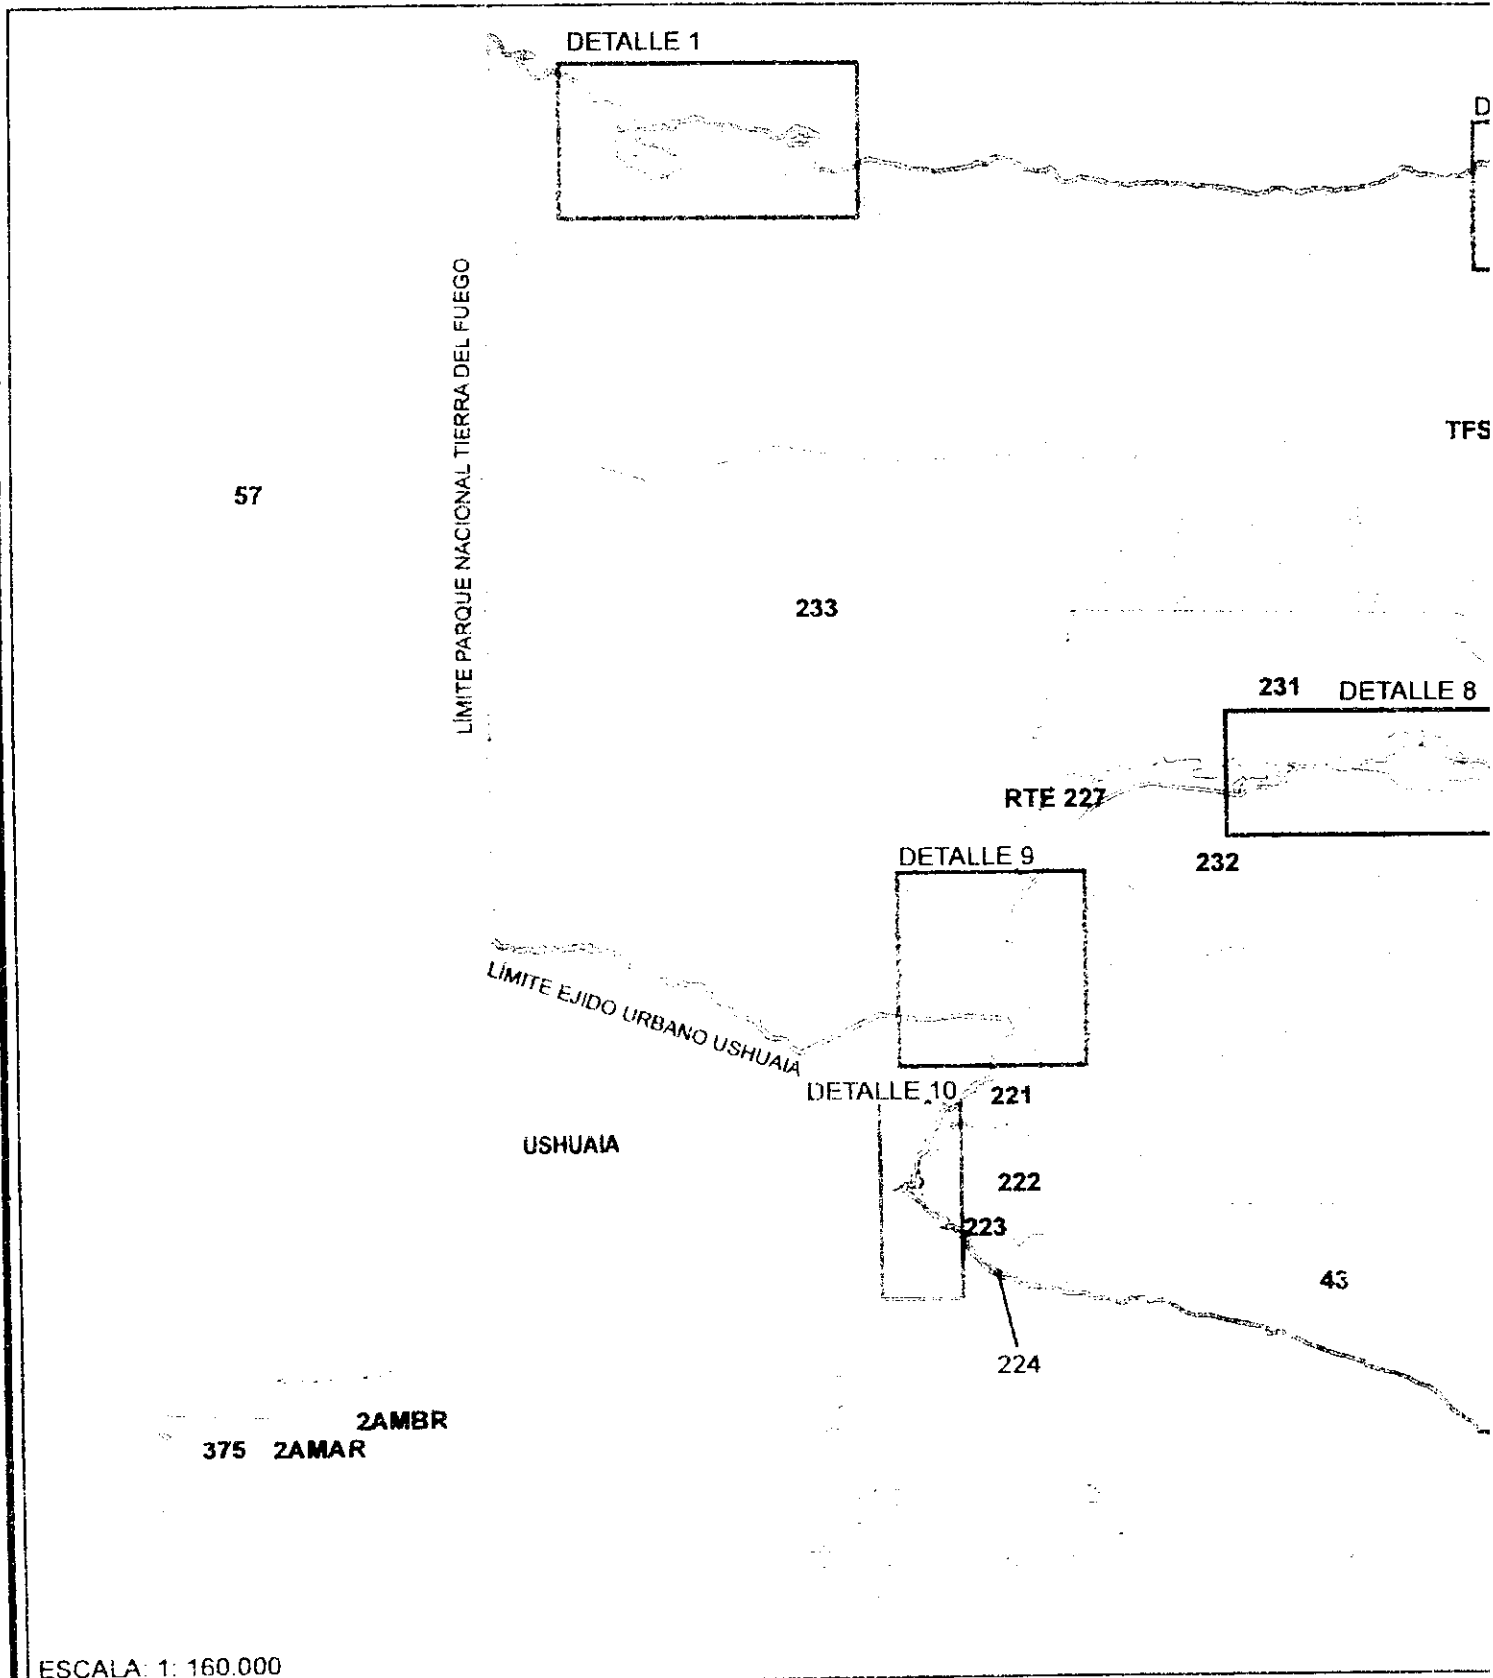 DETALLE 1
D
LÍMITE PARQUE NACIONAL TIERRA DEL FUEGO
TFS
57
233
231
DETALLE 8
RTE 227
DETALLE 9
232
LÍMITE EJIDO URBANO USHUAIA
DETALLE 10
221
USHUAIA
222
223
43
224
2AMBR
375 2AMAR
ESCALA: 1: 160.000